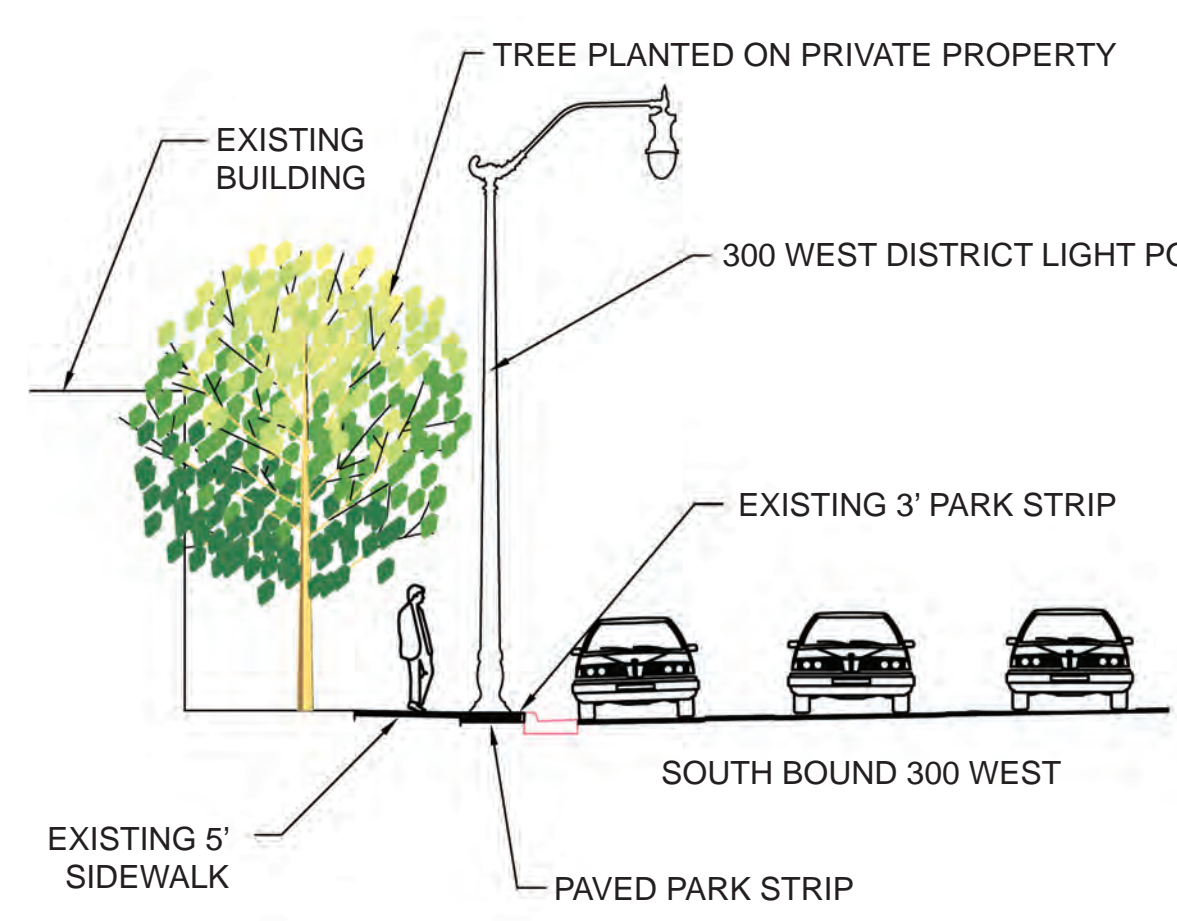 TREE PLANTED ON PRIVATE PROPERTY
EXISTING
BUILDING
300 WEST DISTRICT LIGHT
EXISTING 3’ PARK STRIP
SOUTH BOUND 300 WEST
EXISTING 5’
SIDEWALK
PAVED PARK STRIP